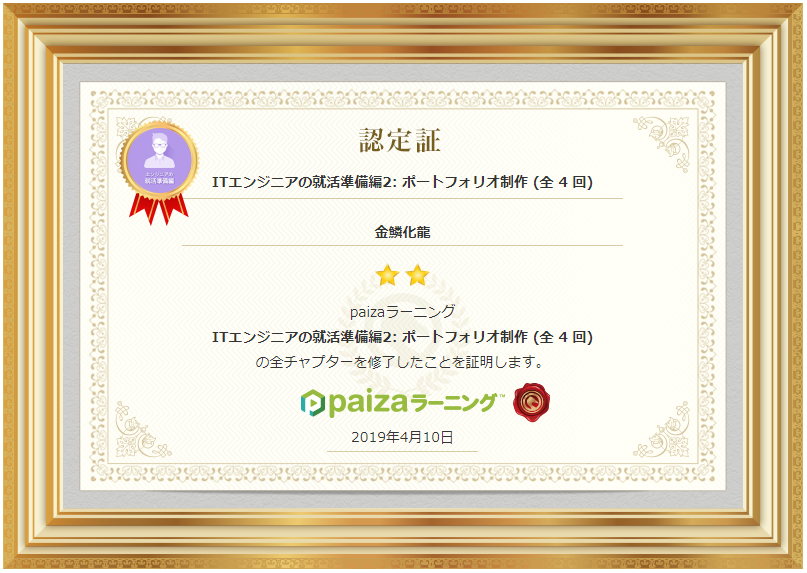 認定証
エンジニアの
就活準備編
ITエンジニアの就活準備編2: ポートフォリオ制作 (全 4 回)
金鱗化龍
paizaラーニング
ITエンジニアの就活準備編2: ポートフォリオ制作 (全 4 回)
の全チャプターを修了したことを証明します。
paizaラーニング™
2019年4月10日